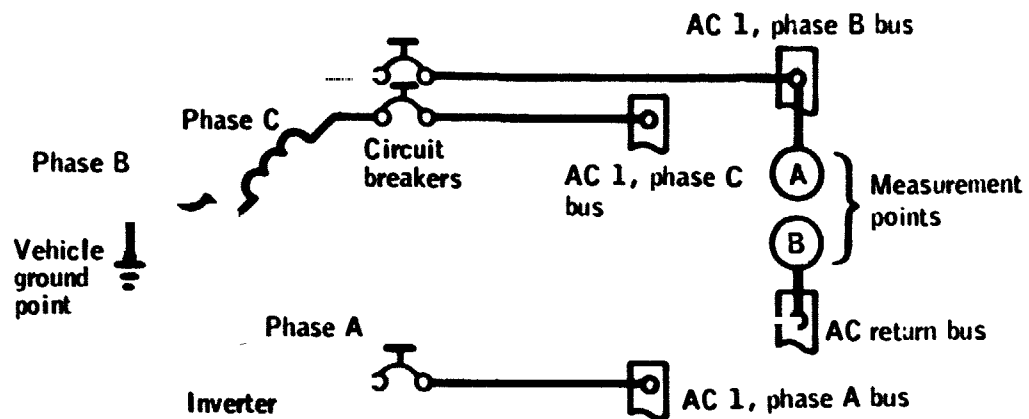 AC 1, phase B bus
Phase C
Circuit
breakers
Phase B
AC 1, phase C
bus
A
Measurement
points
B
Vehicle
ground
point
AC return bus
Phase A
AC 1, phase A bus
Inverter